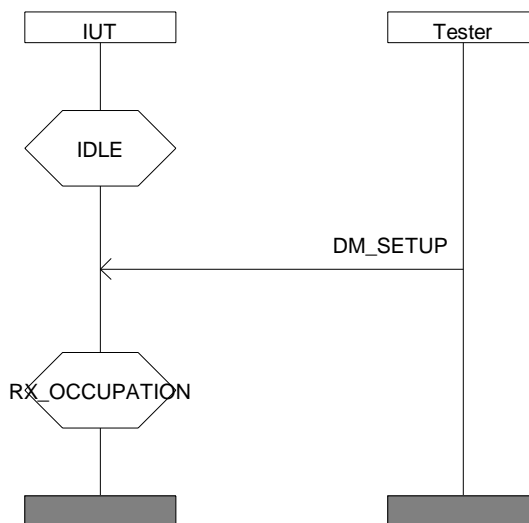 IUT
Tester
IDLE
DM_SETUP
RX_OCCUPATION